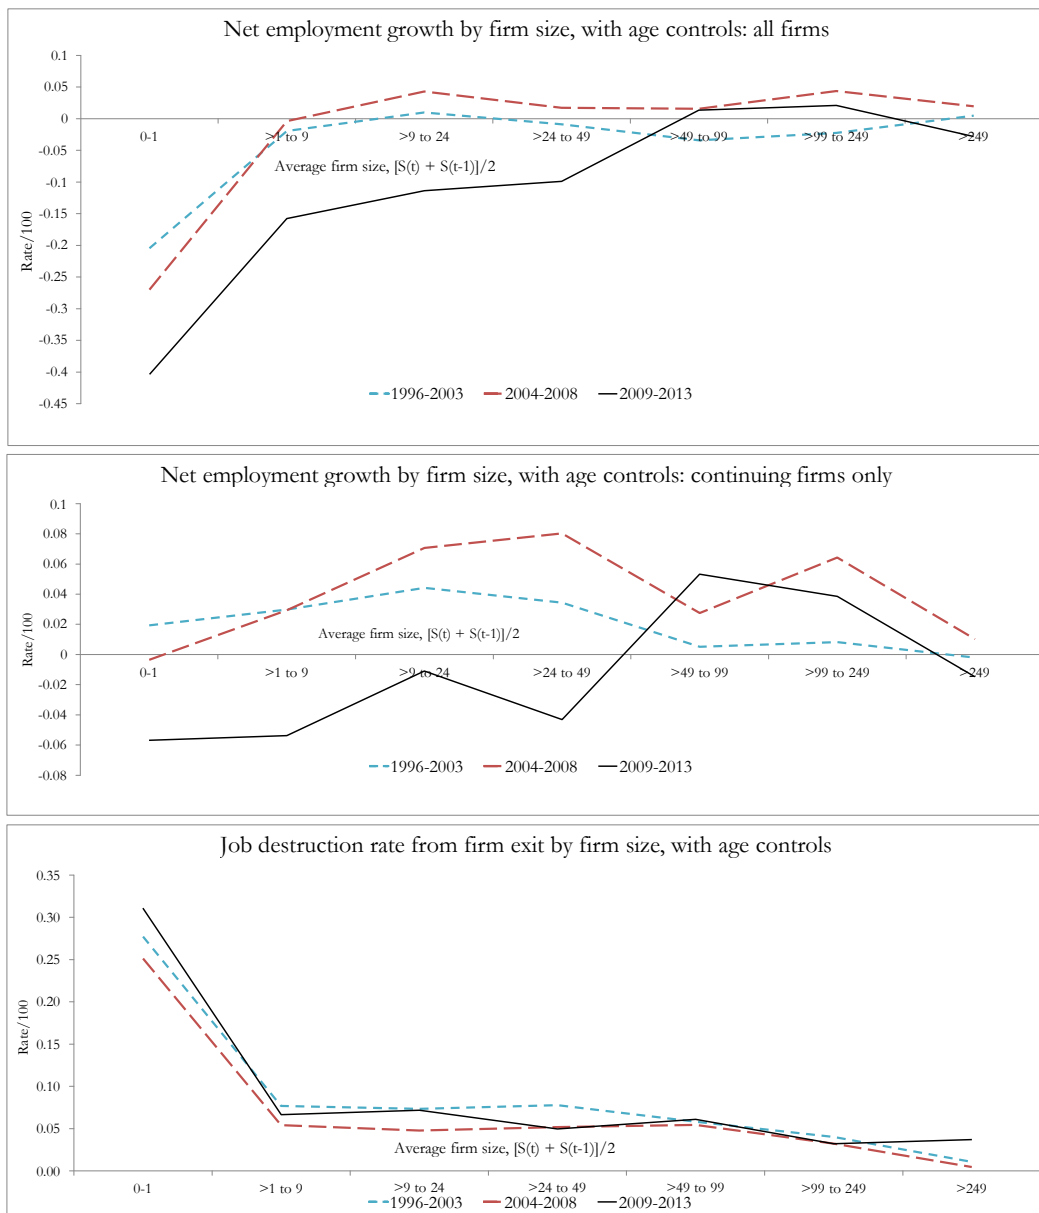 Net employment growth by firm size, with age controls: all firms
0.1
0.05
0
-0.05
-0.1
-0.15
-0.2
-0.25
-0.3
-0.35
-0.4
-0.45
Rate/100
0-1 >1 to 9 >9 to 24 >24 to 49 >49 to 99 >99 to 249 >249
Average firm size, [S(t) + S(t-1)]/2
1996-2003 2004-2008 2009-2013
Net employment growth by firm size, with age controls: continuing firms only
0.1
0.08
0.06
0.04
0.02
0
-0.02
-0.04
-0.06
-0.08
Rate/100
Average firm size, [S(t) + S(t-1)]/2
0-1 >1 to 9 >9 to 24 >24 to 49 >49 to 99 >99 to 249 >249
1996-2003 2004-2008 2009-2013
Job destruction rate from firm exit by firm size, with age controls
0.35
0.30
0.25
0.20
0.15
0.10
0.05
0.00
Rate/100
Average firm size, [S(t) + S(t-1)]/2
0-1 >1 to 9 >9 to 24 >24 to 49 >49 to 99 >99 to 249 >249
1996-2003 2004-2008 2009-2013